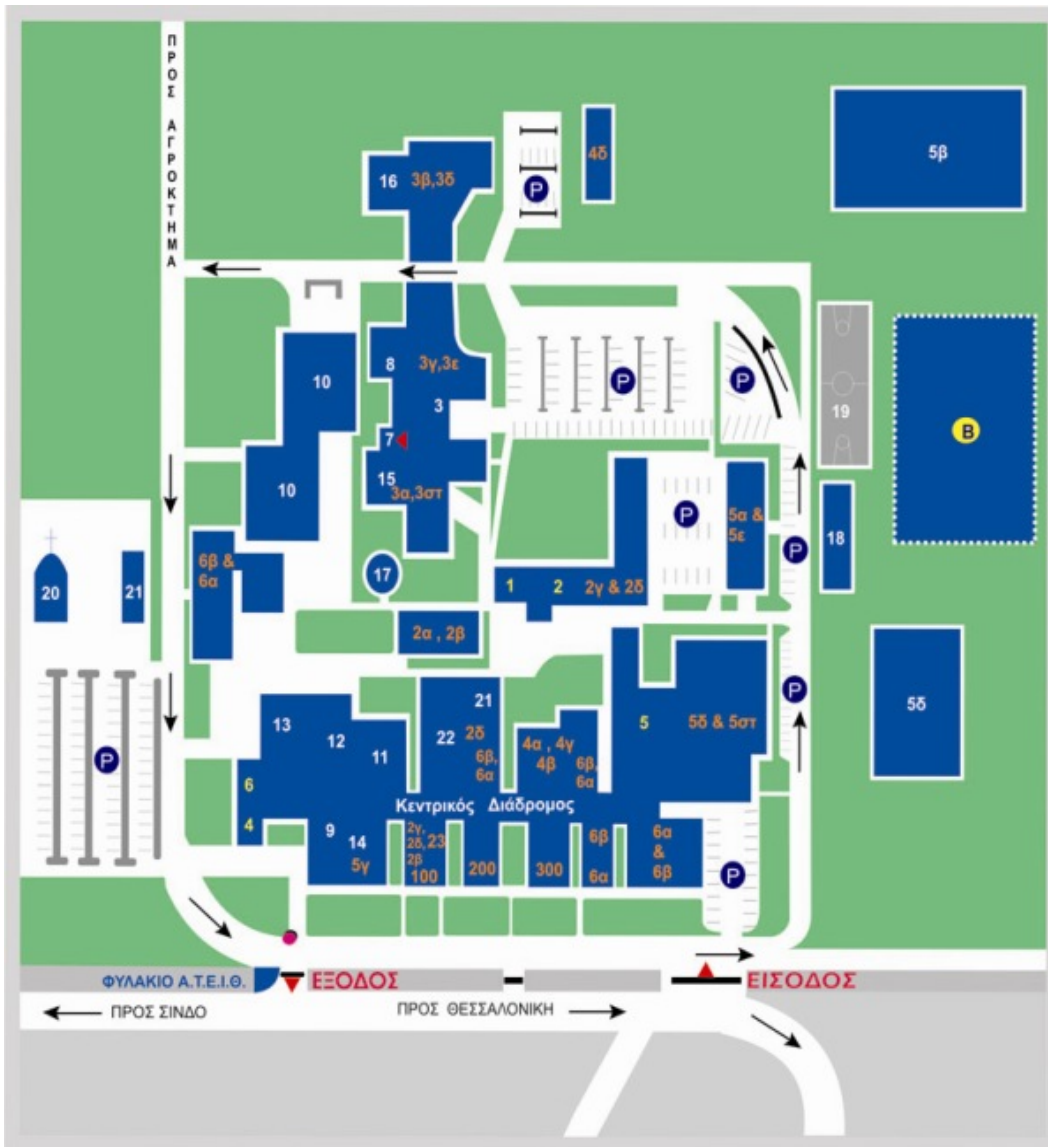 ΠΡΟΣ ΑΓΡΟΚΤΗΜΑ
4δ
5β
16 3β,3δ
P
8 3γ,3ε
10
3
P
P
19
B
7
15
3α,3στ
10
P
5α &
5ε
P
18
20
21
6β &
6α
17
1 2 2γ & 2δ
2α , 2β
P
5δ
13
12
11
21
22 2δ
6β,
6α
4α , 4γ
4β
6β,
6α
5 5δ & 5στ
P
6
4
Κεντρικός Διάδρομος
9
14
5γ
2γ,
2δ, 23
2β
100
200
300
6β
6α
6α
&
6β
P
ΦΥΛΑΚΙΟ Α.Τ.Ε.Ι.Θ.
ΕΞΟΔΟΣ
ΕΙΣΟΔΟΣ
ΠΡΟΣ ΣΙΝΔΟ
ΠΡΟΣ ΘΕΣΣΑΛΟΝΙΚΗ